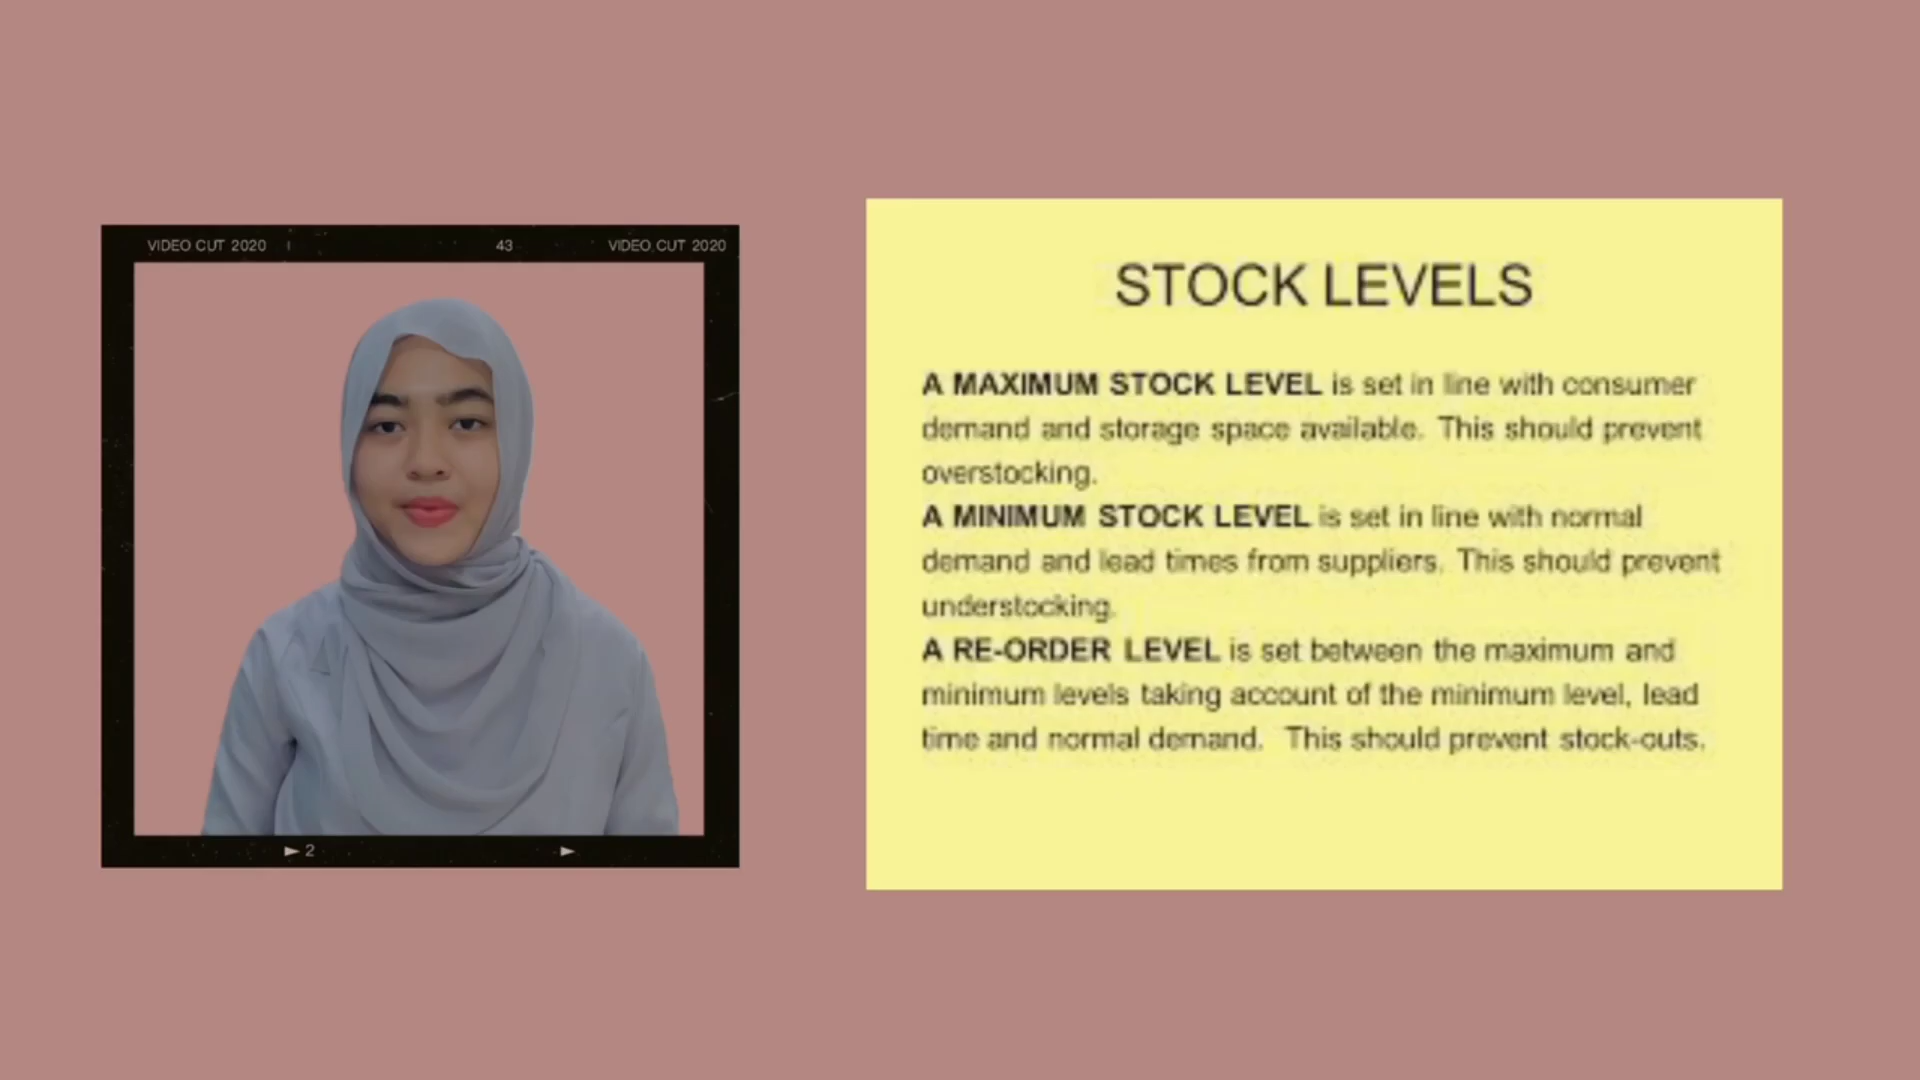 VIDEO CUT 2020 43 VIDEO CUT 2020
2
STOCK LEVELS
A MAXIMUM STOCK LEVEL is set in line with consumer
demand and storage space available. This should prevent
overstocking.
A MINIMUM STOCK LEVEL is set in line with normal
demand and lead times from suppliers. This should prevent
understocking.
A RE-ORDER LEVEL is set between the maximum and
minimum levels taking account of the minimum level, lead
time and normal demand. This should prevent stock-outs.